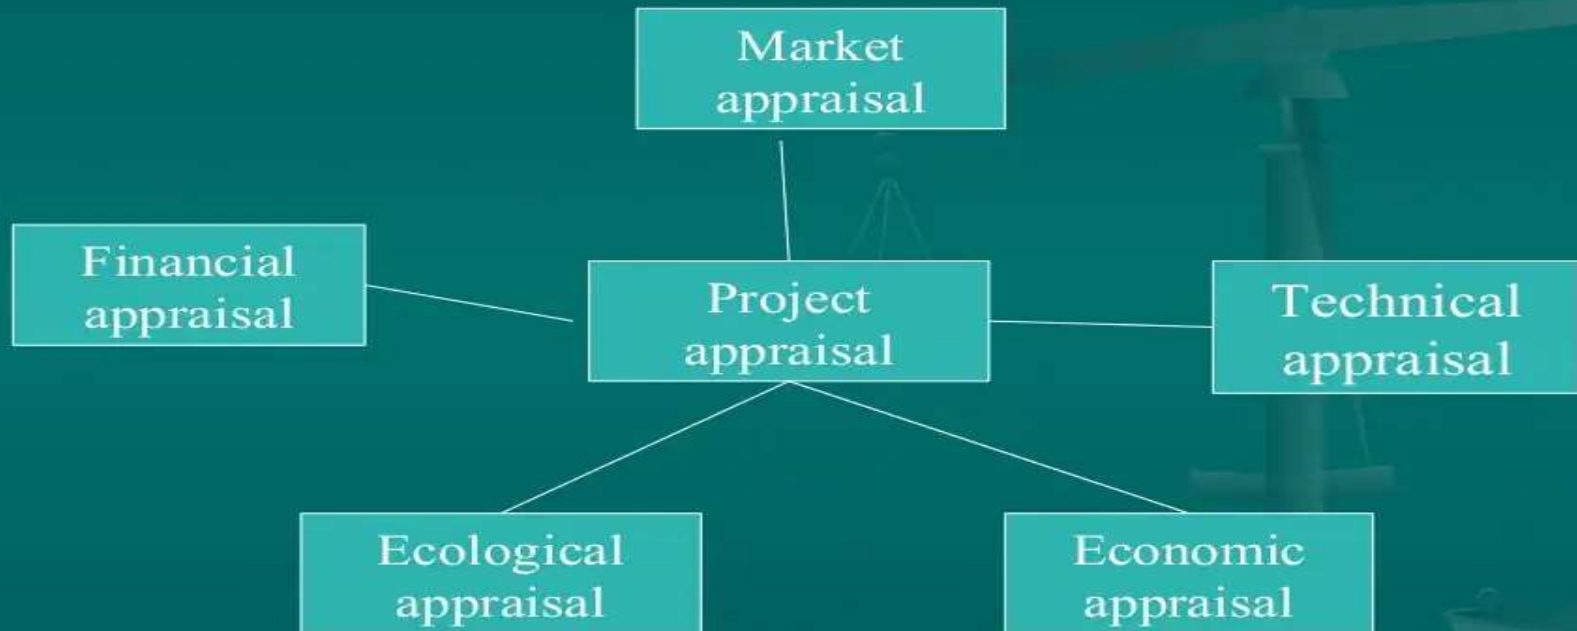 Market
appraisal
Financial
appraisal
Project
appraisal
Technical
appraisal
Ecological
appraisal
Economic
appraisal